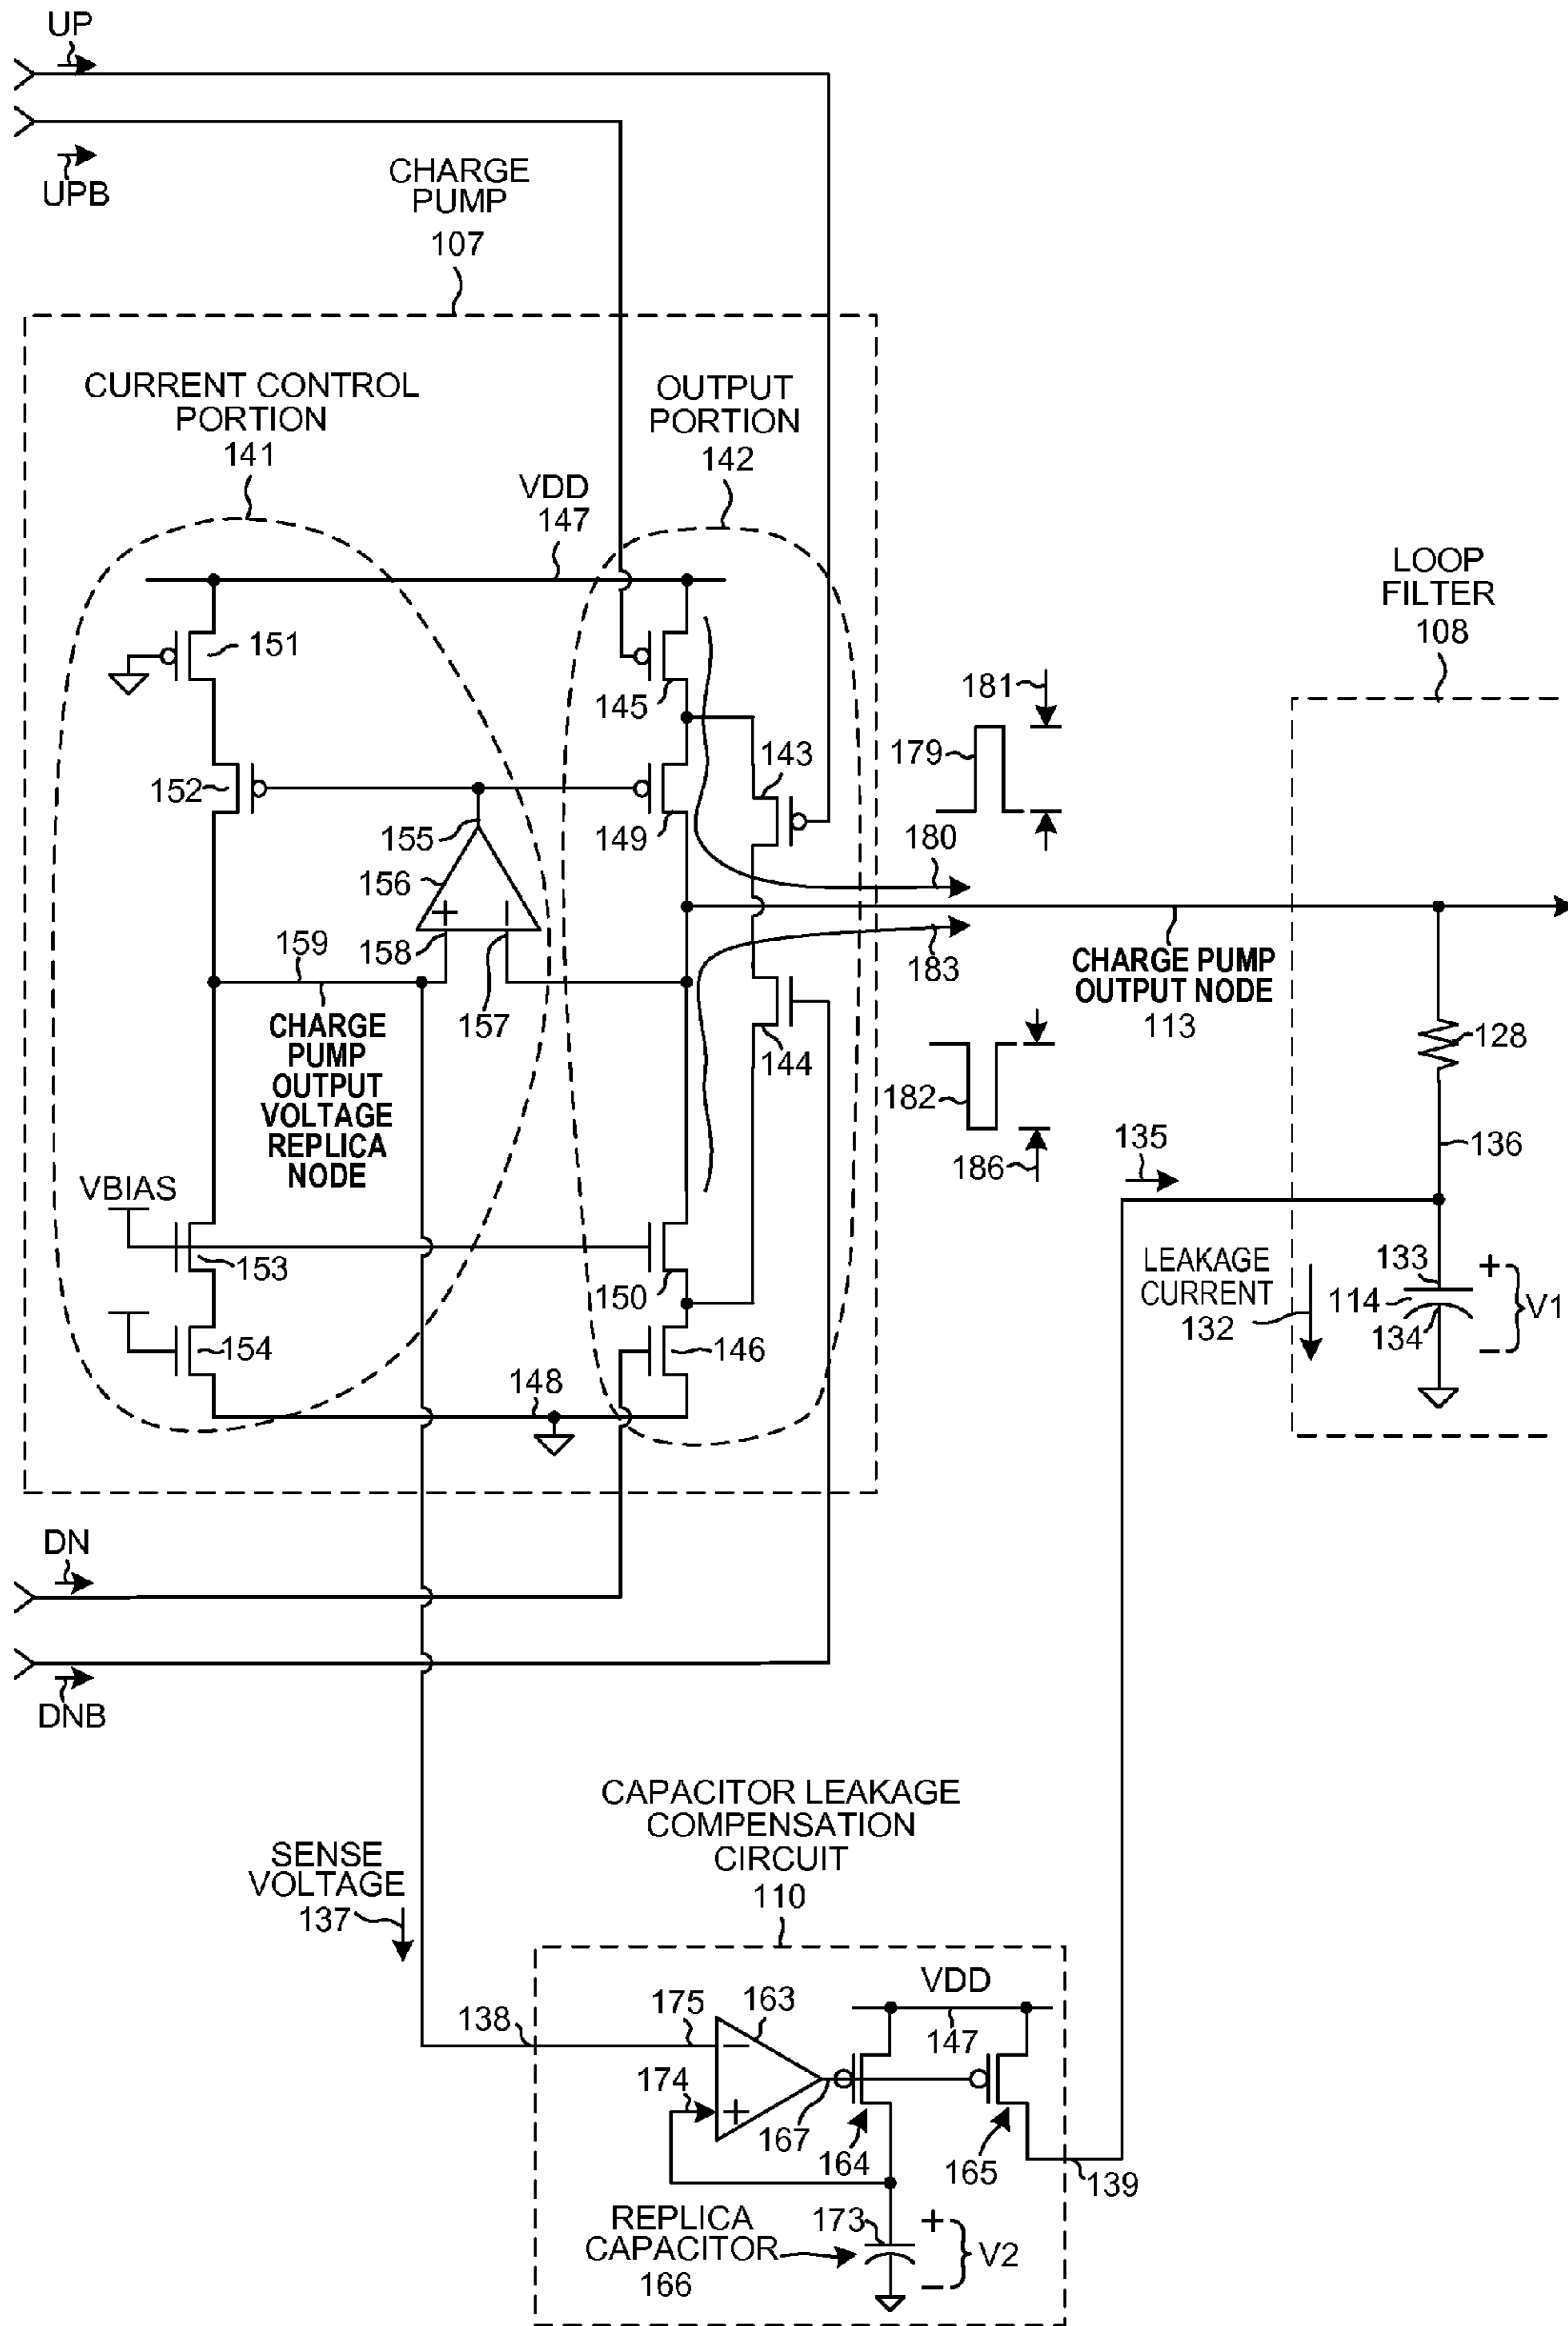 UP
UPB
CHARGE
PUMP
107
CURRENT CONTROL
PORTION
141
OUTPUT
PORTION
142
VDD
147
LOOP
FILTER
108
151
145
181
179
143
152
149
155
180
156
+
−
158
159
157
183
CHARGE PUMP
OUTPUT NODE
113
CHARGE
PUMP
OUTPUT
VOLTAGE
REPLICA
NODE
144
128
182
186
135
136
VBIAS
153
150
LEAKAGE
CURRENT
132
133
114
134
+
−
V1
154
146
148
DN
DNB
CAPACITOR LEAKAGE
COMPENSATION
CIRCUIT
110
SENSE
VOLTAGE
137
VDD
147
138
175
163
−
174
+
167
164
165
139
REPLICA
CAPACITOR
166
173
+
−
V2